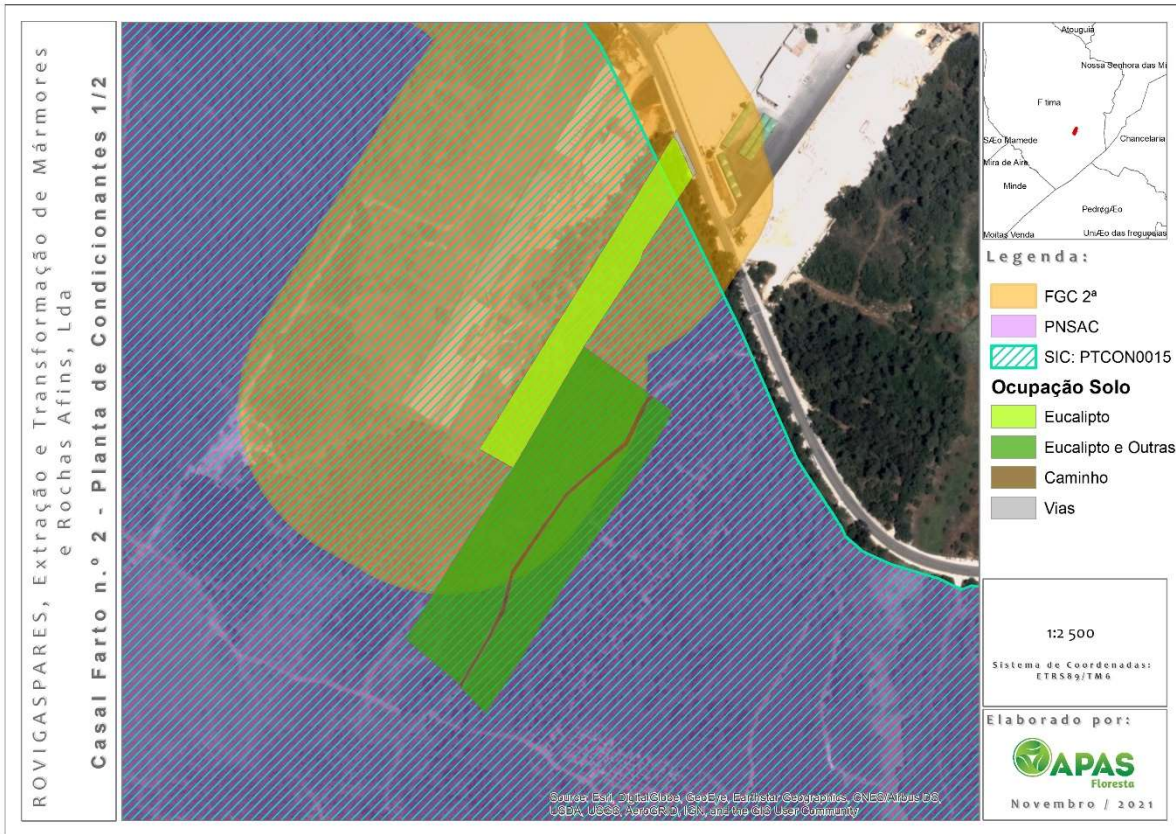 ROVIGASPARES, Extração e Transformação de Mármores
e Rochas Afins, Lda
Casal Farto n.º 2 - Planta de Condicionantes 1/2
Atouguia
Nossa Senhora das Mi
F tima
SÆo Mamede
Chancelaria
Mira de Aire
Minde
PedrogÆo
Moitas Venda
UniÆo das freguesias
Legenda:
FGC 2ª
PNSAC
SIC: PTCON0015
Ocupação Solo
Eucalipto
Eucalipto e Outras
Caminho
Vias
1:2 500
Sistema de Coordenadas:
ETRS89/TM6
Elaborado por:
APAS
Floresta
Novembro / 2021
Source: Esri, DigitalGlobe, GeoEye, Earthstar Geographics, CNES/Airbus DS,
USDA, USGS, AeroGRID, IGN, and the GIS User Community